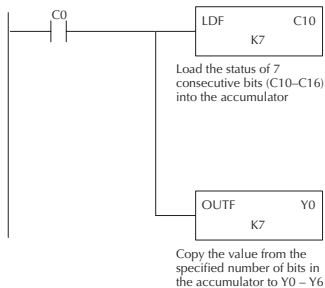 C0
LDF C10
K7
Load the status of 7
consecutive bits (C10–C16)
into the accumulator
OUTF Y0
K7
Copy the value from the
specified number of bits in
the accumulator to Y0 – Y6